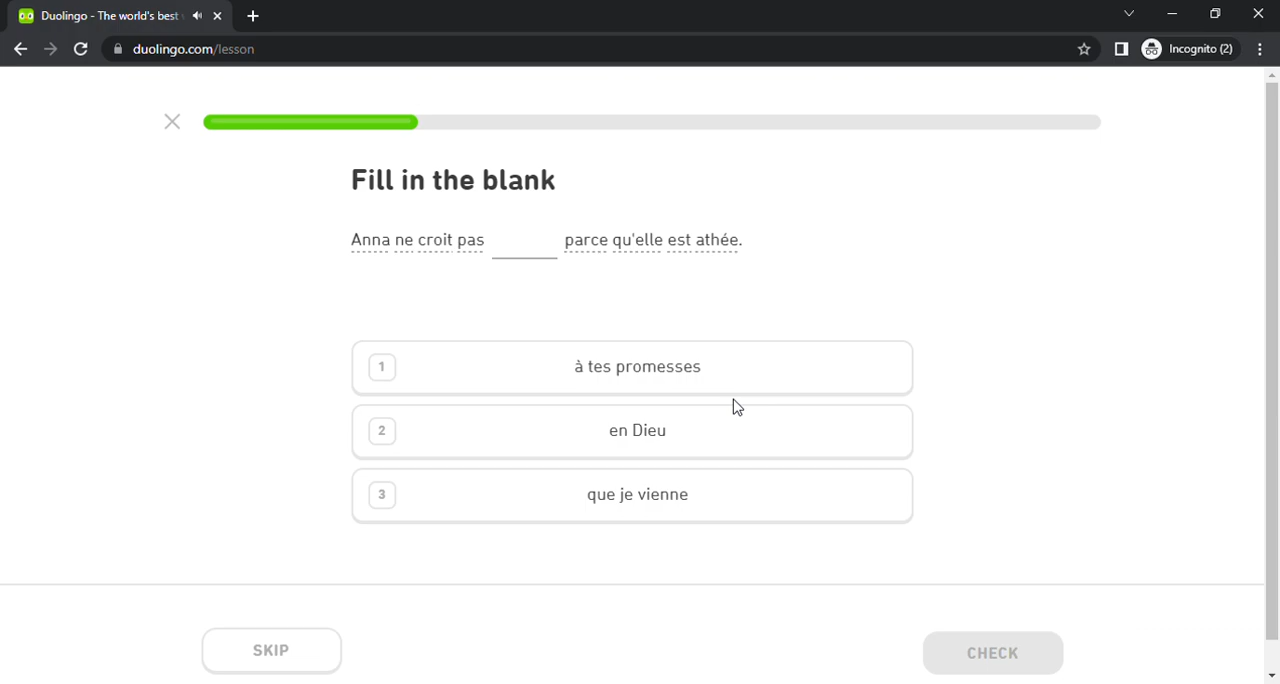 Duolingo - The world's best
duolingo.com/lesson
Incognito (2)
Fill in the blank
Anna ne croit pas ______ parce qu'elle est athée.
1 à tes promesses
2 en Dieu
3 que je vienne
SKIP
CHECK